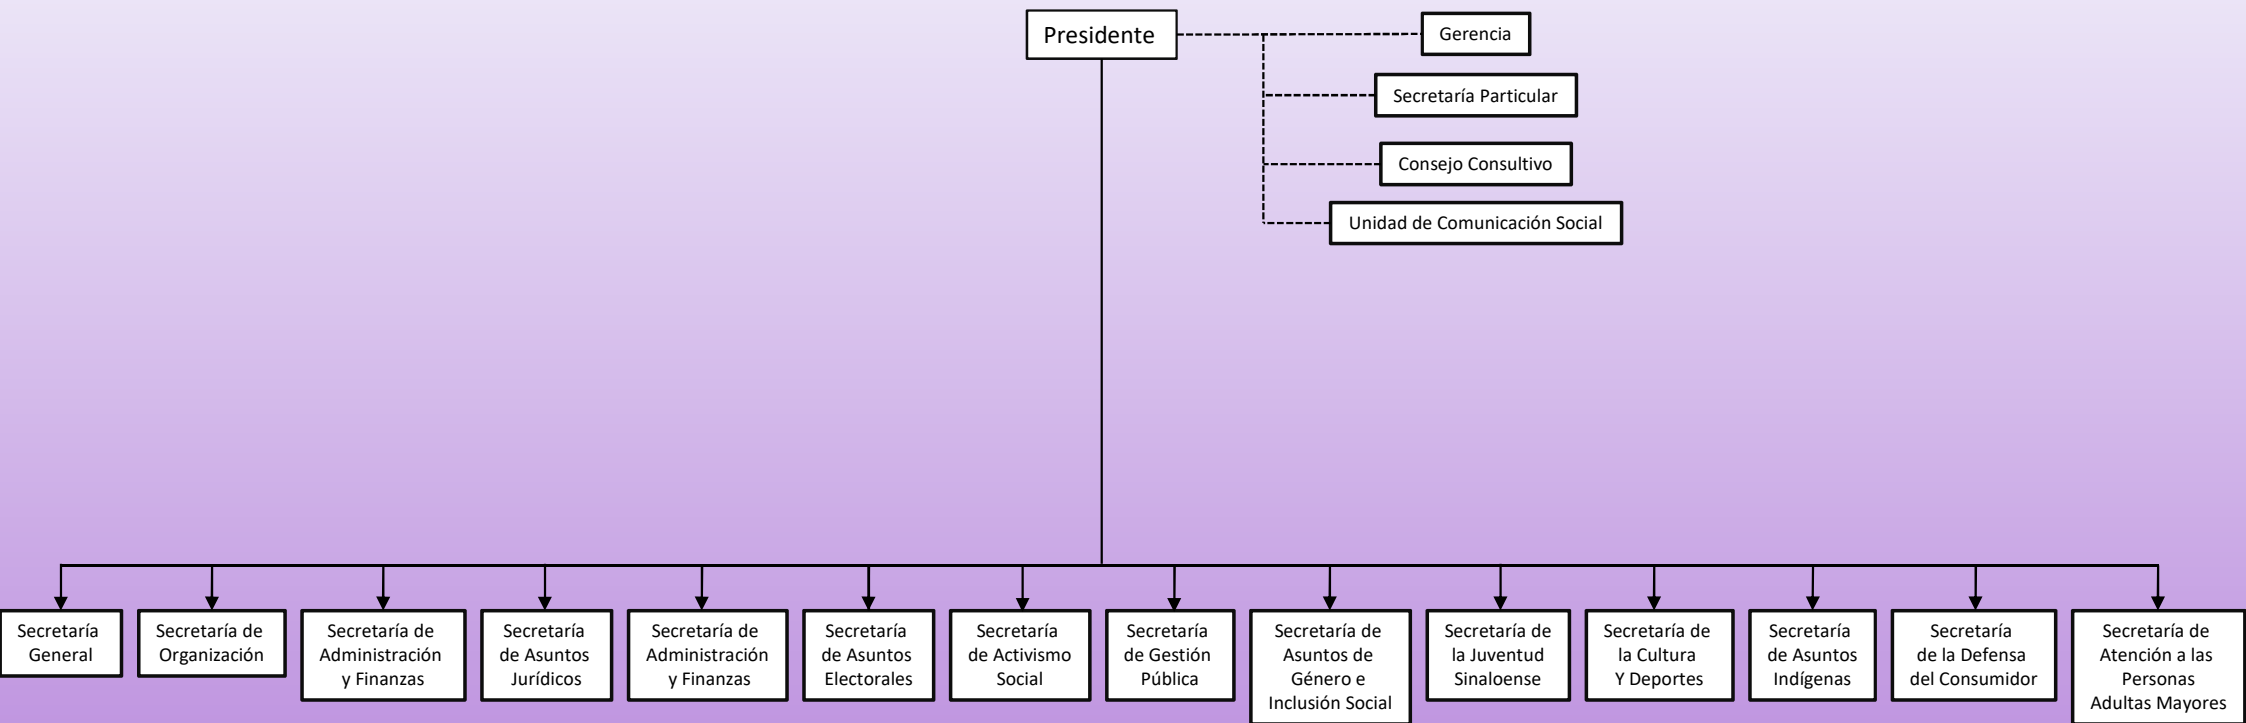 Presidente
Gerencia
Secretaría Particular
Consejo Consultivo
Unidad de Comunicación Social
Secretaría
General
Secretaría de
Organización
Secretaría de
Administración
y Finanzas
Secretaría
de Asuntos
Jurídicos
Secretaría de
Administración
y Finanzas
Secretaría
de Asuntos
Electorales
Secretaría
de Activismo
Social
Secretaría
de Gestión
Pública
Secretaría de
Asuntos de
Género e
Inclusión Social
Secretaría de
la Juventud
Sinaloense
Secretaría de
la Cultura
Y Deportes
Secretaría
de Asuntos
Indígenas
Secretaría
de la Defensa
del Consumidor
Secretaría de
Atención a las
Personas
Adultas Mayores